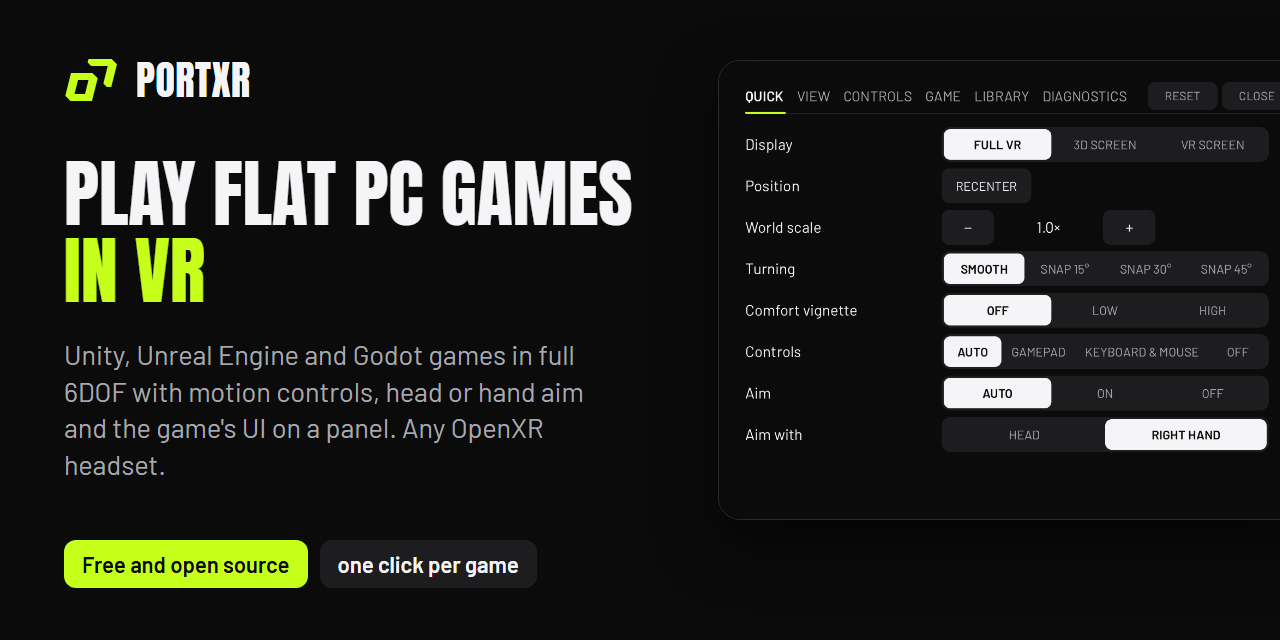 PORTXR
PLAY FLAT PC GAMES
IN VR
Unity, Unreal Engine and Godot games in full
6DOF with motion controls, head or hand aim
and the game's UI on a panel. Any OpenXR
headset.
Free and open source
one click per game
QUICK VIEW CONTROLS GAME LIBRARY DIAGNOSTICS RESET CLOSE
Display FULL VR 3D SCREEN VR SCREEN
Position RECENTER
World scale − 1.0× +
Turning SMOOTH SNAP 15° SNAP 30° SNAP 45°
Comfort vignette OFF LOW HIGH
Controls AUTO GAMEPAD KEYBOARD & MOUSE OFF
Aim AUTO ON OFF
Aim with HEAD RIGHT HAND